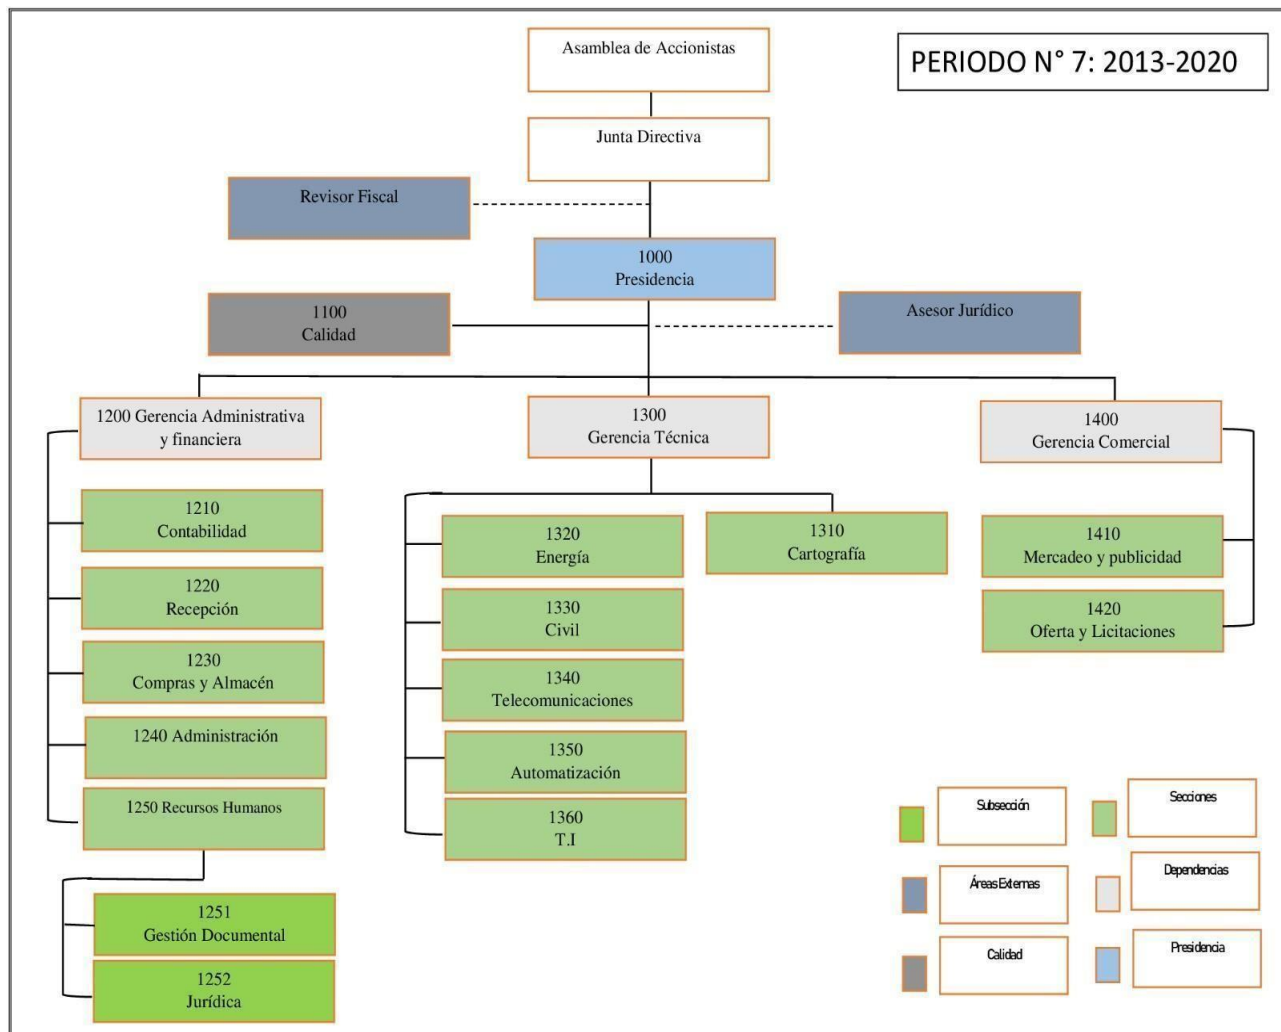 Asamblea de Accionistas
PERIODO N° 7: 2013-2020
Junta Directiva
Revisor Fiscal
1000
Presidencia
1100
Calidad
Asesor Jurídico
1200 Gerencia Administrativa
y financiera
1300
Gerencia Técnica
1400
Gerencia Comercial
1210
Contabilidad
1220
Recepción
1230
Compras y Almacén
1240 Administración
1250 Recursos Humanos
1251
Gestión Documental
1252
Jurídica
1320
Energía
1310
Cartografía
1330
Civil
1340
Telecomunicaciones
1350
Automatización
1360
T.I
1410
Mercadeo y publicidad
1420
Oferta y Licitaciones
Subsección
Secciones
Áreas Externas
Dependencias
Calidad
Presidencia